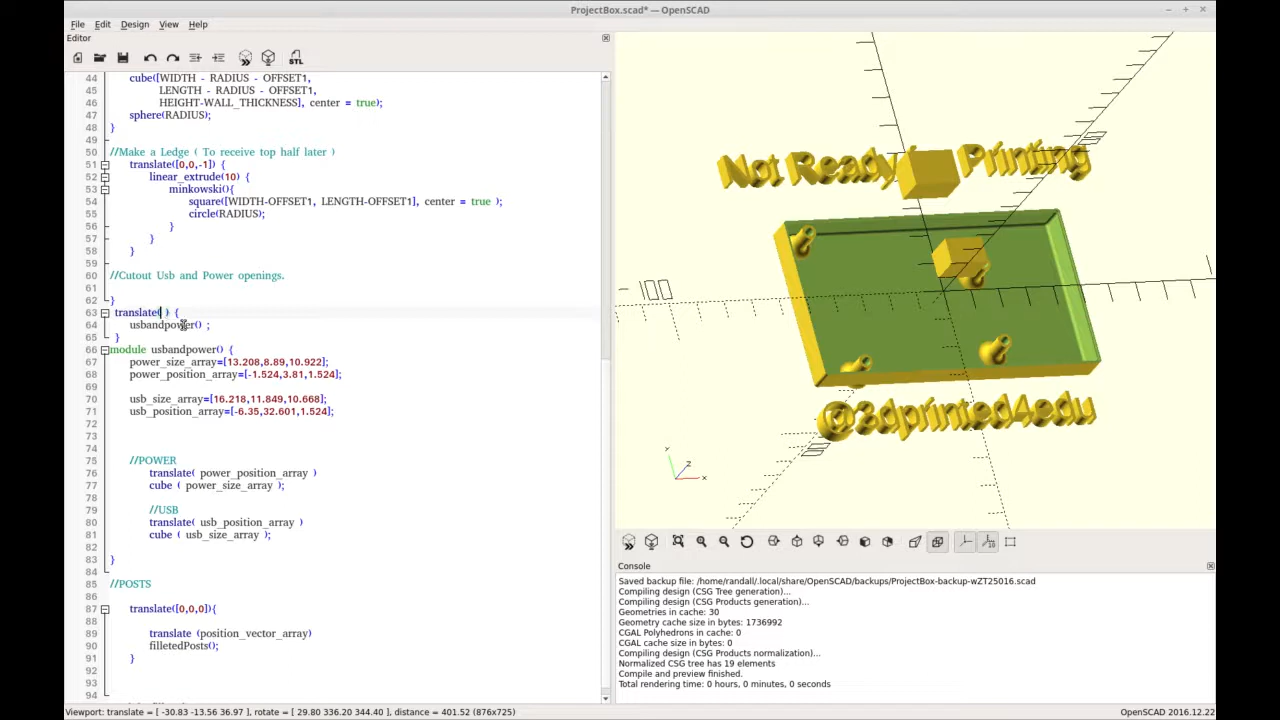 ProjectBox.scad* — OpenSCAD
File Edit Design View Help
Editor
STL
44 cube([WIDTH - RADIUS - OFFSET1,
45 LENGTH - RADIUS - OFFSET1,
46 HEIGHT-WALL_THICKNESS], center = true);
47 sphere(RADIUS);
48 }
49
50 //Make a Ledge ( To receive top half later )
51 translate([0,0,-1]) {
52 linear_extrude(10) {
53 minkowski(){
54 square([WIDTH-OFFSET1, LENGTH-OFFSET1], center = true );
55 circle(RADIUS);
56 }
57 }
58 }
59
60 //Cutout Usb and Power openings.
61
62 }
63 translate( ) {
64 usbandpower() ;
65 }
66 module usbandpower() {
67 power_size_array=[13.208,8.89,10.922];
68 power_position_array=[-1.524,3.81,1.524];
69
70 usb_size_array=[16.218,11.849,10.668];
71 usb_position_array=[-6.35,32.601,1.524];
72
73
74
75 //POWER
76 translate( power_position_array )
77 cube ( power_size_array );
78
79 //USB
80 translate( usb_position_array )
81 cube ( usb_size_array );
82
83 }
84
85 //POSTS
86
87 translate([0,0,0]){
88
89 translate (position_vector_array)
90 filletedPosts();
91 }
92
93
94
Not Ready Printing
100
@3dprinted4edu
y
z
x
Console
Saved backup file: /home/randall/.local/share/OpenSCAD/backups/ProjectBox-backup-wZT25016.scad
Compiling design (CSG Tree generation)...
Compiling design (CSG Products generation)...
Geometries in cache: 30
Geometry cache size in bytes: 1736992
CGAL Polyhedrons in cache: 0
CGAL cache size in bytes: 0
Compiling design (CSG Products normalization)...
Normalized CSG tree has 19 elements
Compile and preview finished.
Total rendering time: 0 hours, 0 minutes, 0 seconds
Viewport: translate = [ -30.83 -13.56 36.97 ], rotate = [ 29.80 336.20 344.40 ], distance = 401.52 (876x725)
OpenSCAD 2016.12.22